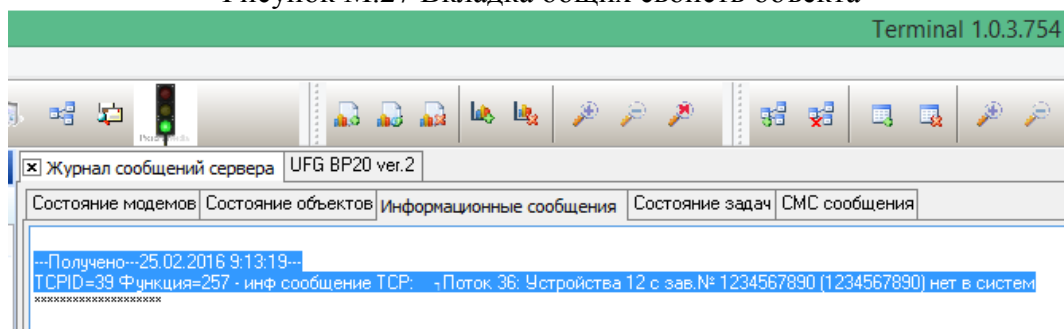 Рисунок М.27 Вкладка общих свойств объекта
Terminal 1.0.3.754
Журнал сообщений сервера UFG BP20 ver.2
Состояние модемов Состояние объектов Информационные сообщения Состояние задач СМС сообщения
---Получено---25.02.2016 9:13:19---
TCPID=39 Функция=257 - инф сообщение TCP: ┐Поток 36: Устройства 12 с зав.№ 1234567890 (1234567890) нет в систем
********************